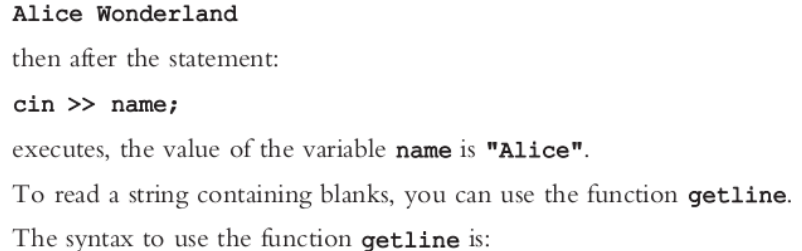 Alice Wonderland
then after the statement:
cin >> name;
executes, the value of the variable name is "Alice".
To read a string containing blanks, you can use the function getline.
The syntax to use the function getline is: